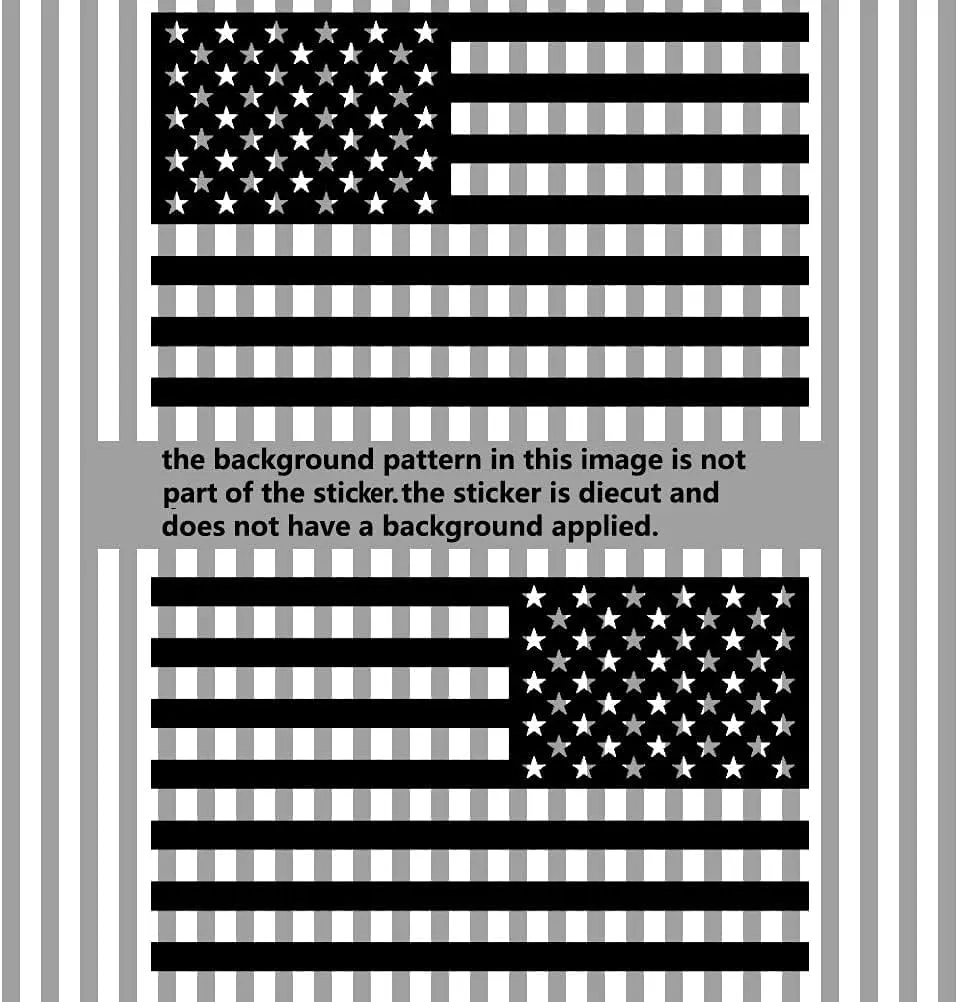 the background pattern in this image is not
part of the sticker.the sticker is diecut and
does not have a background applied.